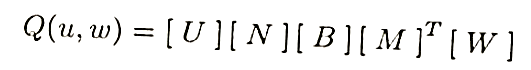 Q(u, w) = [ U ] [ N ] [ B ] [ M ]^T [ W ]